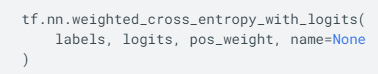 tf.nn.weighted_cross_entropy_with_logits(
    labels, logits, pos_weight, name=None
)